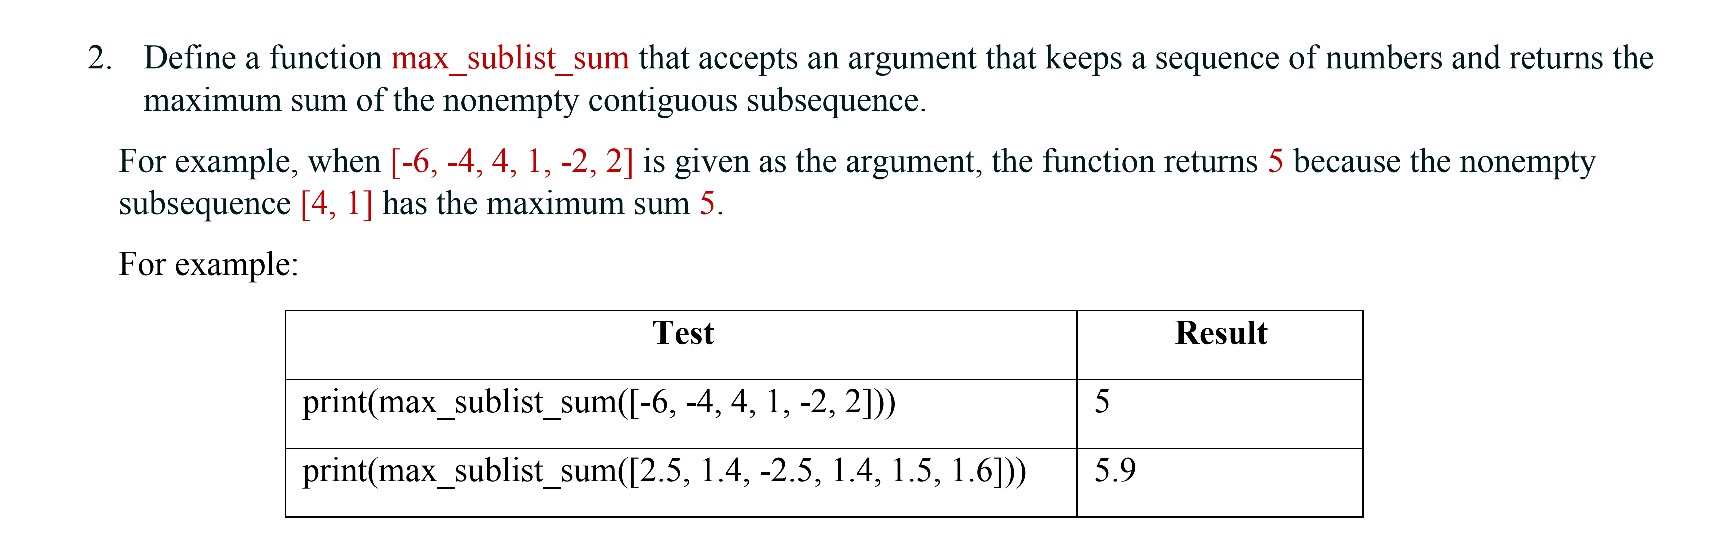 2. Define a function max_sublist_sum that accepts an argument that keeps a sequence of numbers and returns the
maximum sum of the nonempty contiguous subsequence.
For example, when [-6, -4, 4, 1, -2, 2] is given as the argument, the function returns 5 because the nonempty
subsequence [4, 1] has the maximum sum 5.
For example:
Test Result
print(max_sublist_sum([-6, -4, 4, 1, -2, 2])) 5
print(max_sublist_sum([2.5, 1.4, -2.5, 1.4, 1.5, 1.6])) 5.9